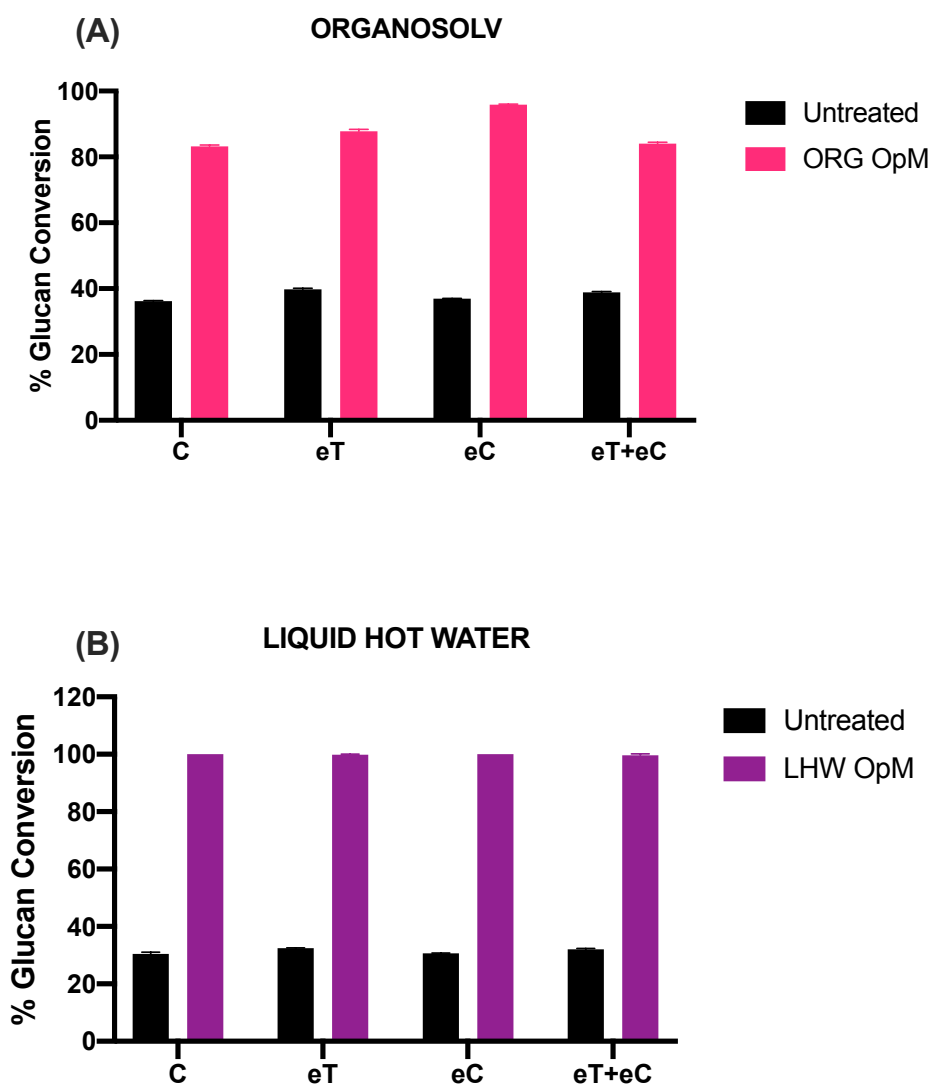 (A)
ORGANOSOLV
100
80
60
40
20
0
% Glucan Conversion
C eT eC eT+eC
Untreated
ORG OpM
(B)
LIQUID HOT WATER
120
100
80
60
40
20
0
% Glucan Conversion
C eT eC eT+eC
Untreated
LHW OpM